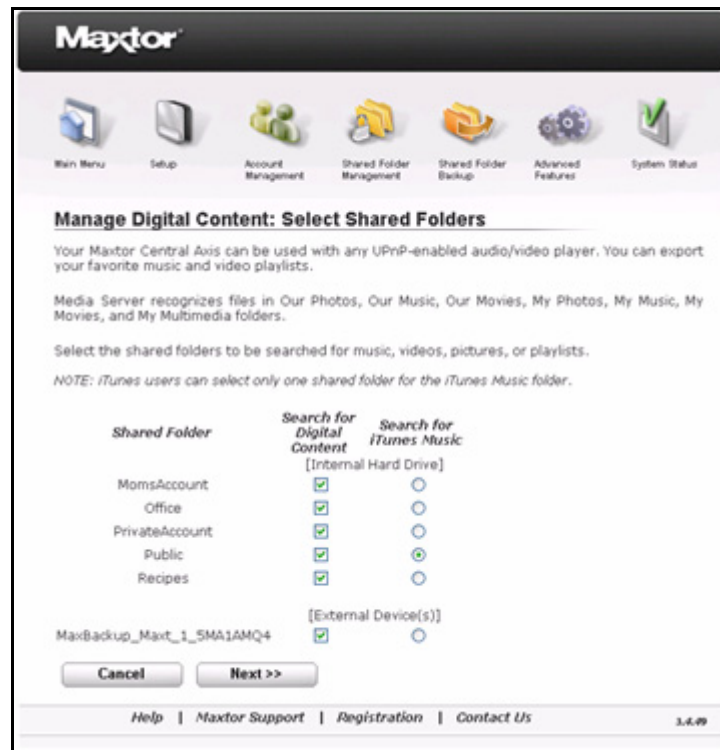 Maxtor
Main Menu
Setup
Account
Management
Shared Folder
Management
Shared Folder
Backup
Advanced
Features
System Status
Manage Digital Content: Select Shared Folders
Your Maxtor Central Axis can be used with any UPnP-enabled audio/video player. You can export
your favorite music and video playlists.
Media Server recognizes files in Our Photos, Our Music, Our Movies, My Photos, My Music, My
Movies, and My Multimedia folders.
Select the shared folders to be searched for music, videos, pictures, or playlists.
NOTE: iTunes users can select only one shared folder for the iTunes Music folder.
Shared Folder
Search for
Digital
Content
Search for
iTunes Music
[Internal Hard Drive]
MomsAccount
Office
PrivateAccount
Public
Recipes
[External Device(s)]
MaxBackup_Maxt_1_5MA1AMQ4
Cancel Next >>
Help | Maxtor Support | Registration | Contact Us 3.4.49